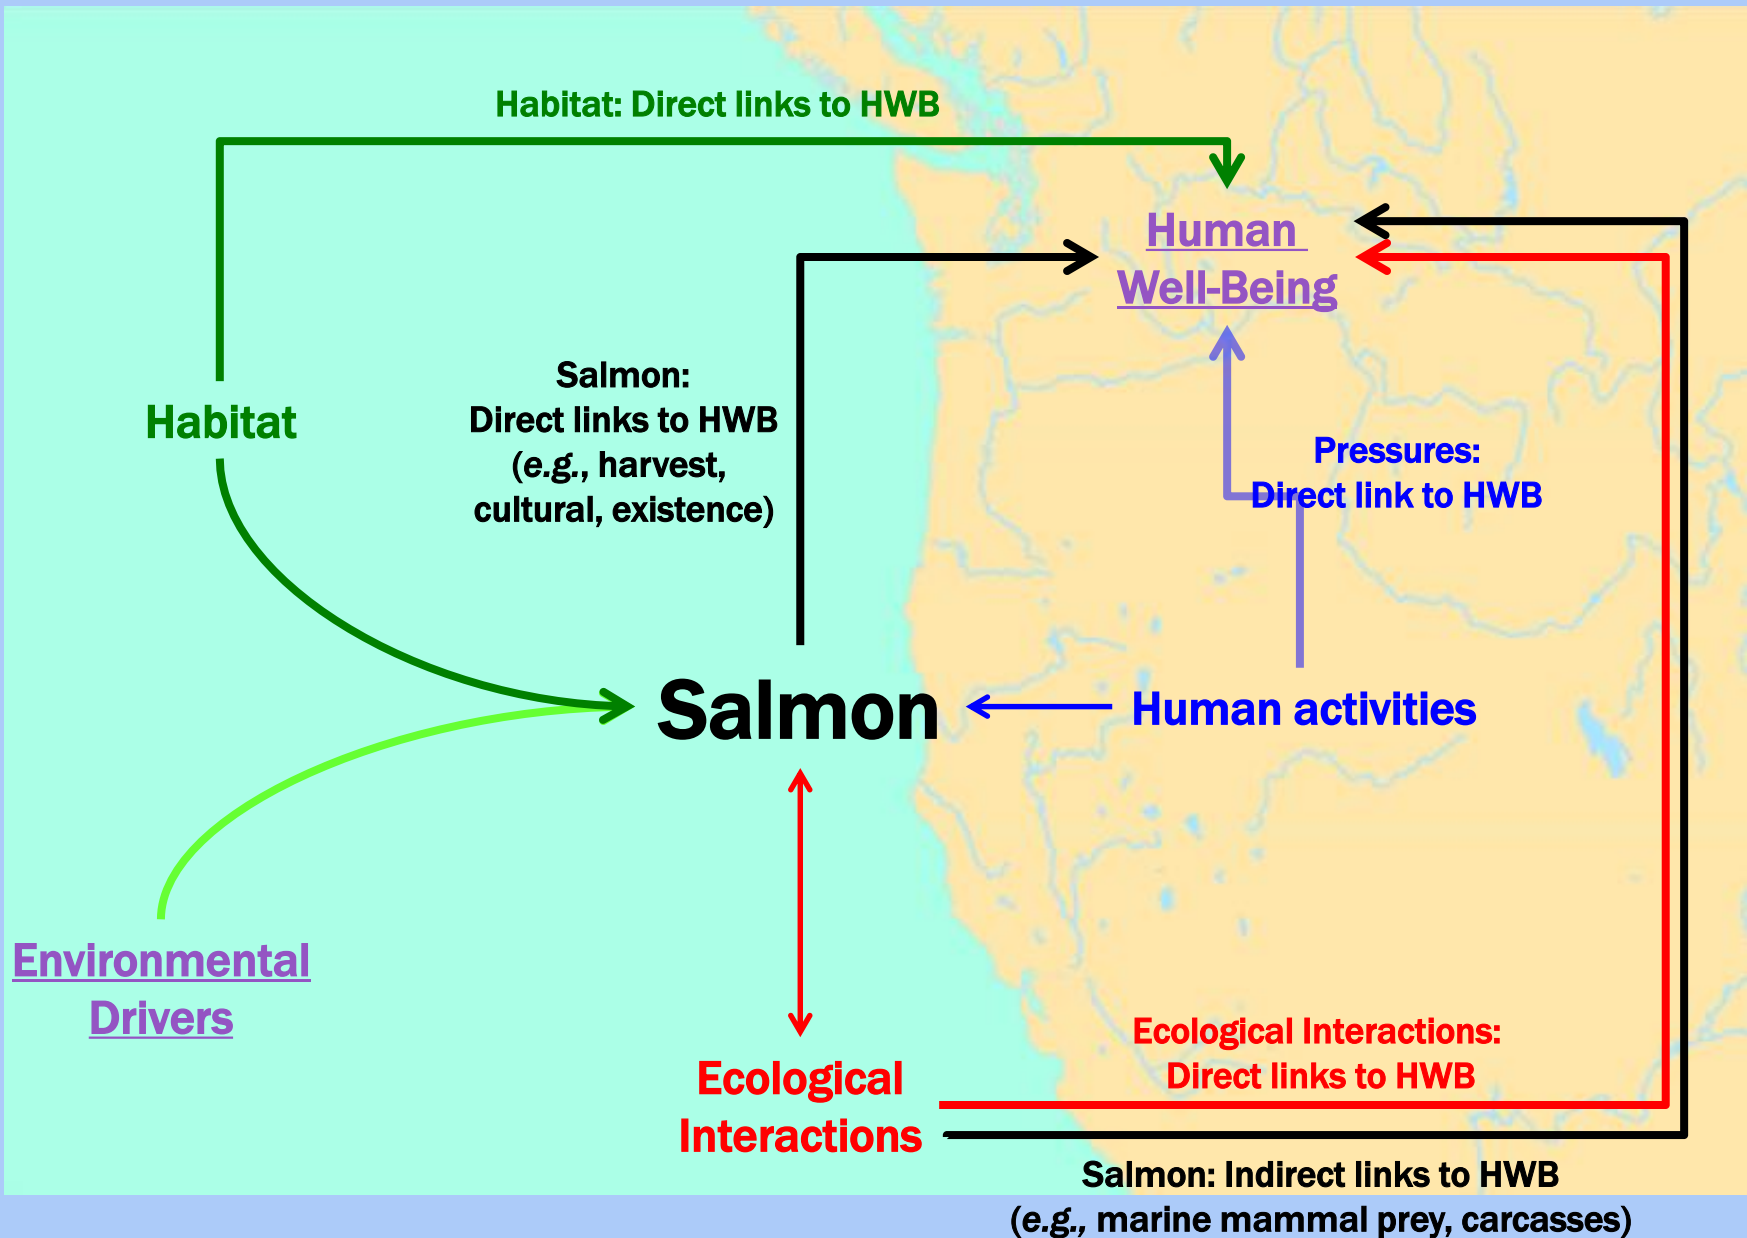 Habitat: Direct links to HWB
Human
Well-Being
Salmon:
Direct links to HWB
(e.g., harvest,
cultural, existence)
Habitat
Pressures:
Direct link to HWB
Salmon
Human activities
Environmental
Drivers
Ecological
Interactions
Ecological Interactions:
Direct links to HWB
Salmon: Indirect links to HWB
(e.g., marine mammal prey, carcasses)